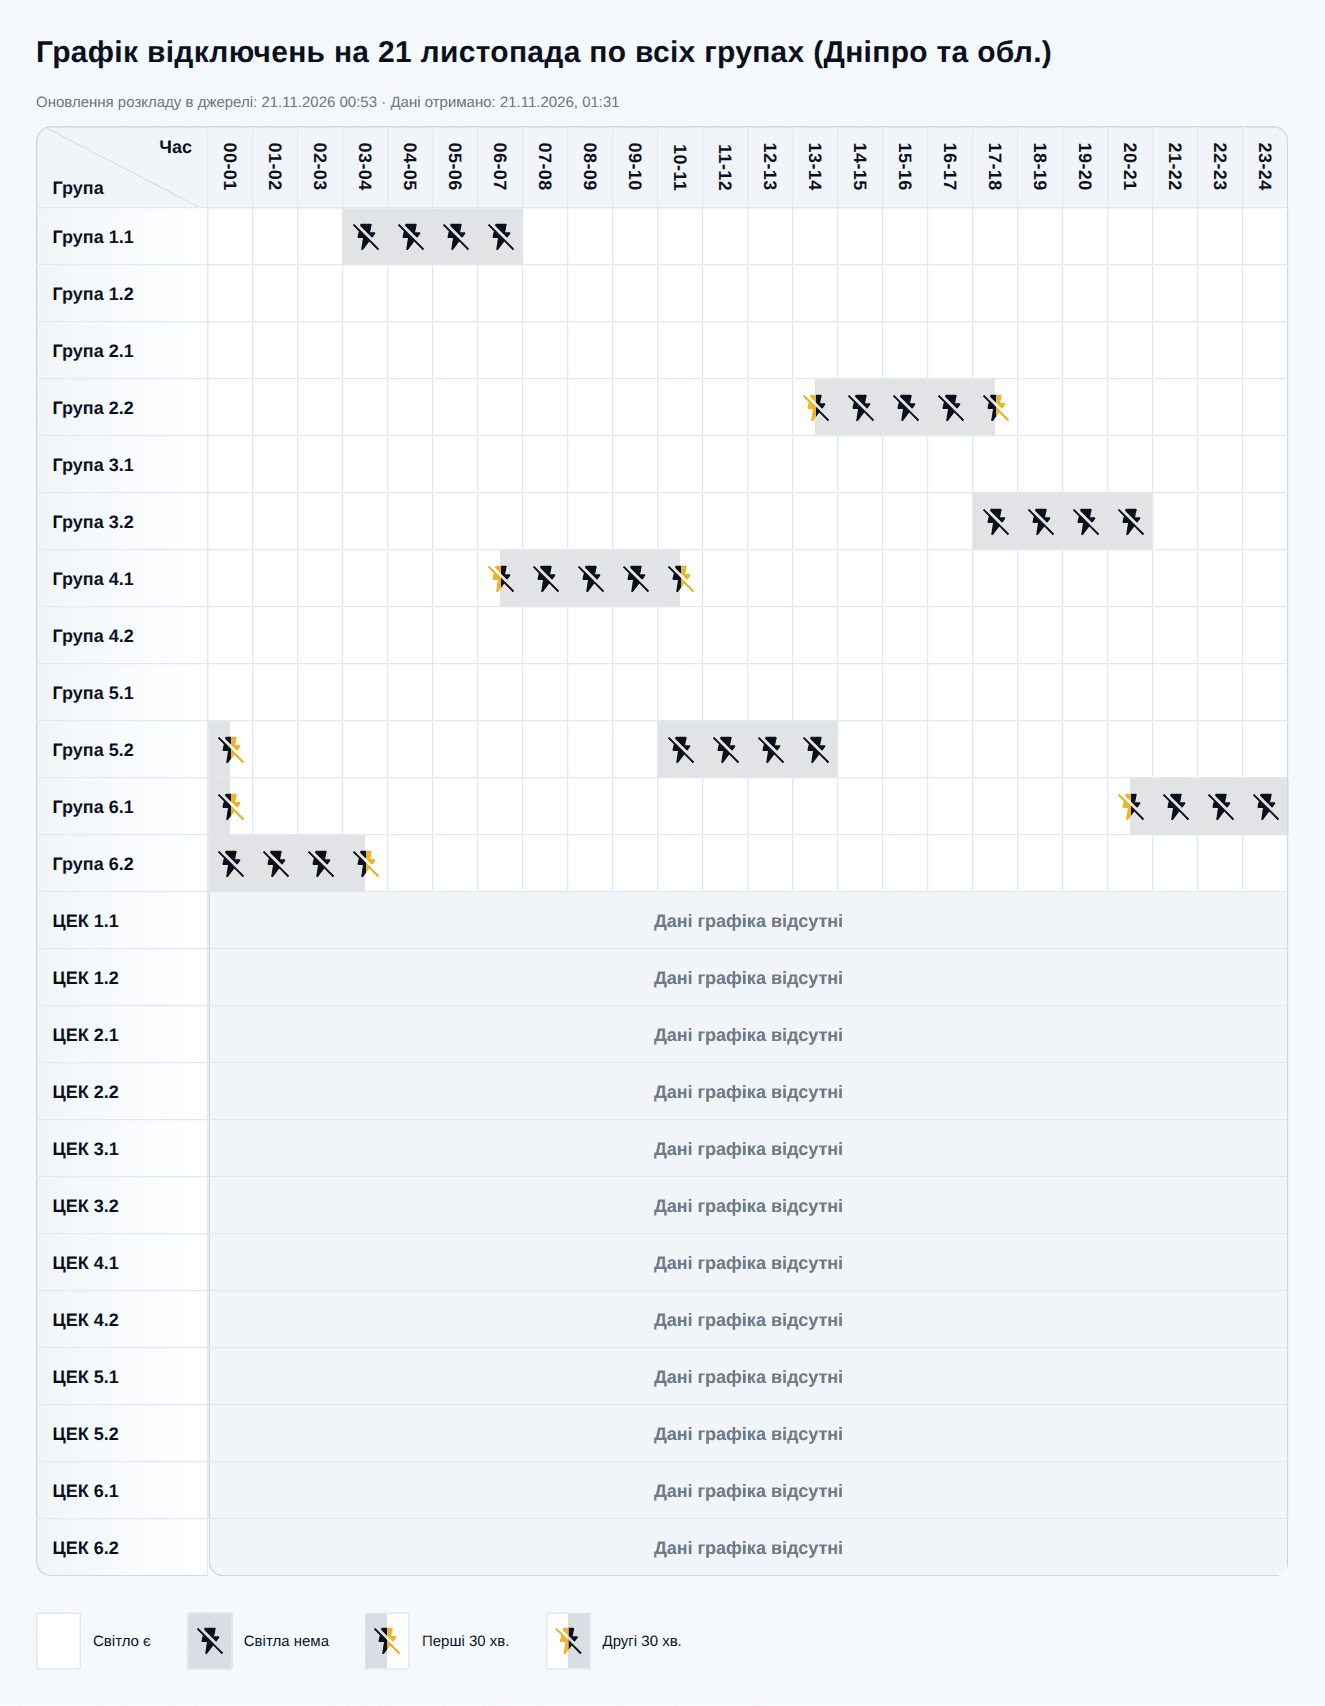 Графік відключень на 21 листопада по всіх групах (Дніпро та обл.)
Оновлення розкладу в джерелі: 21.11.2026 00:53 · Дані отримано: 21.11.2026, 01:31
Час
Група
00-01 01-02 02-03 03-04 04-05 05-06 06-07 07-08 08-09 09-10 10-11 11-12 12-13 13-14 14-15 15-16 16-17 17-18 18-19 19-20 20-21 21-22 22-23 23-24
Група 1.1
Група 1.2
Група 2.1
Група 2.2
Група 3.1
Група 3.2
Група 4.1
Група 4.2
Група 5.1
Група 5.2
Група 6.1
Група 6.2
ЦЕК 1.1 Дані графіка відсутні
ЦЕК 1.2 Дані графіка відсутні
ЦЕК 2.1 Дані графіка відсутні
ЦЕК 2.2 Дані графіка відсутні
ЦЕК 3.1 Дані графіка відсутні
ЦЕК 3.2 Дані графіка відсутні
ЦЕК 4.1 Дані графіка відсутні
ЦЕК 4.2 Дані графіка відсутні
ЦЕК 5.1 Дані графіка відсутні
ЦЕК 5.2 Дані графіка відсутні
ЦЕК 6.1 Дані графіка відсутні
ЦЕК 6.2 Дані графіка відсутні
Світло є Світла нема Перші 30 хв. Другі 30 хв.